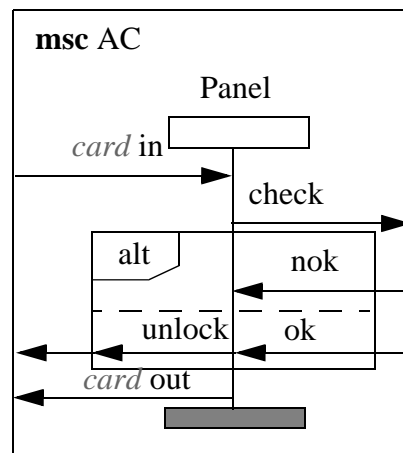 msc AC
Panel
card in
check
alt
nok
unlock ok
card out